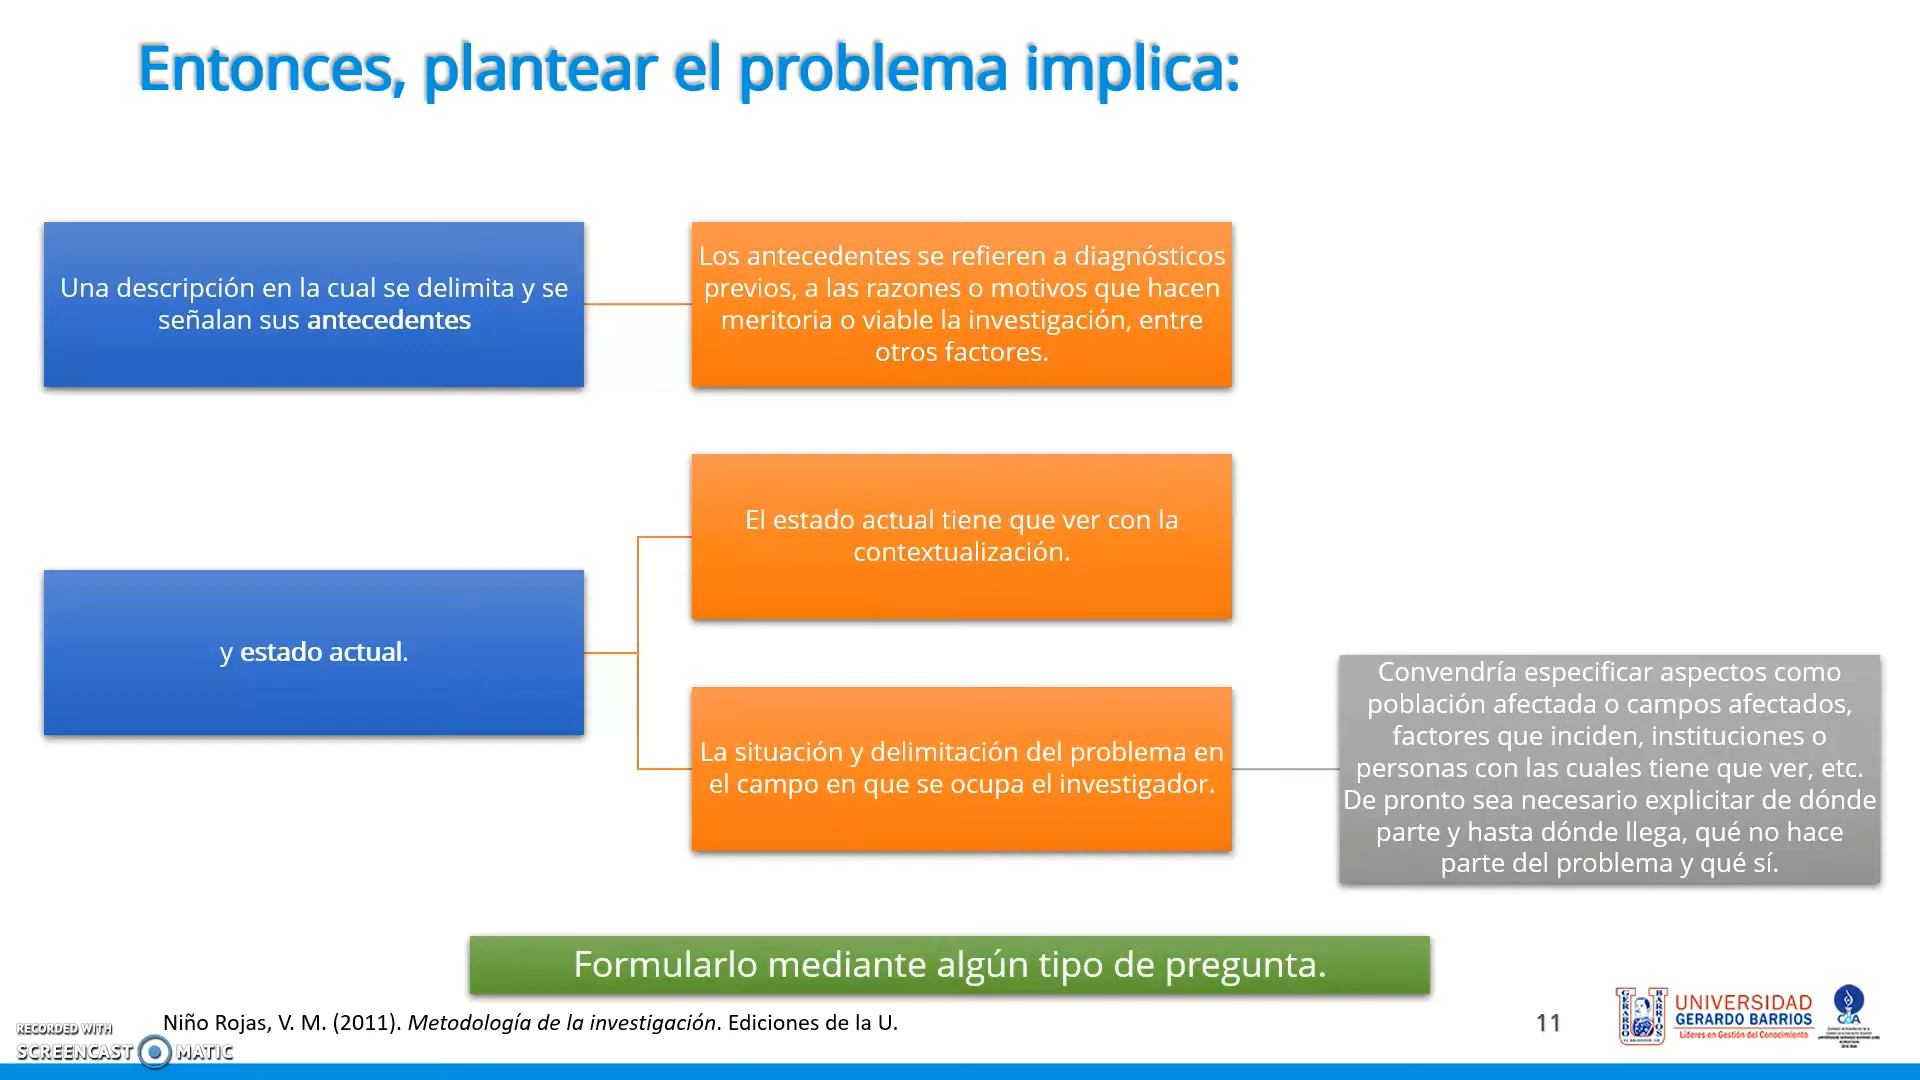 Entonces, plantear el problema implica:
Una descripción en la cual se delimita y se
señalan sus antecedentes
Los antecedentes se refieren a diagnósticos
previos, a las razones o motivos que hacen
meritoria o viable la investigación, entre
otros factores.
y estado actual.
El estado actual tiene que ver con la
contextualización.
La situación y delimitación del problema en
el campo en que se ocupa el investigador.
Convendría especificar aspectos como
población afectada o campos afectados,
factores que inciden, instituciones o
personas con las cuales tiene que ver, etc.
De pronto sea necesario explicitar de dónde
parte y hasta dónde llega, qué no hace
parte del problema y qué sí.
Formularlo mediante algún tipo de pregunta.
Niño Rojas, V. M. (2011). Metodología de la investigación. Ediciones de la U.
11
GERARDO
BARRIOS
UNIVERSIDAD
GERARDO BARRIOS
Líderes en Gestión del Conocimiento
RECORDED WITH
SCREENCAST MATIC